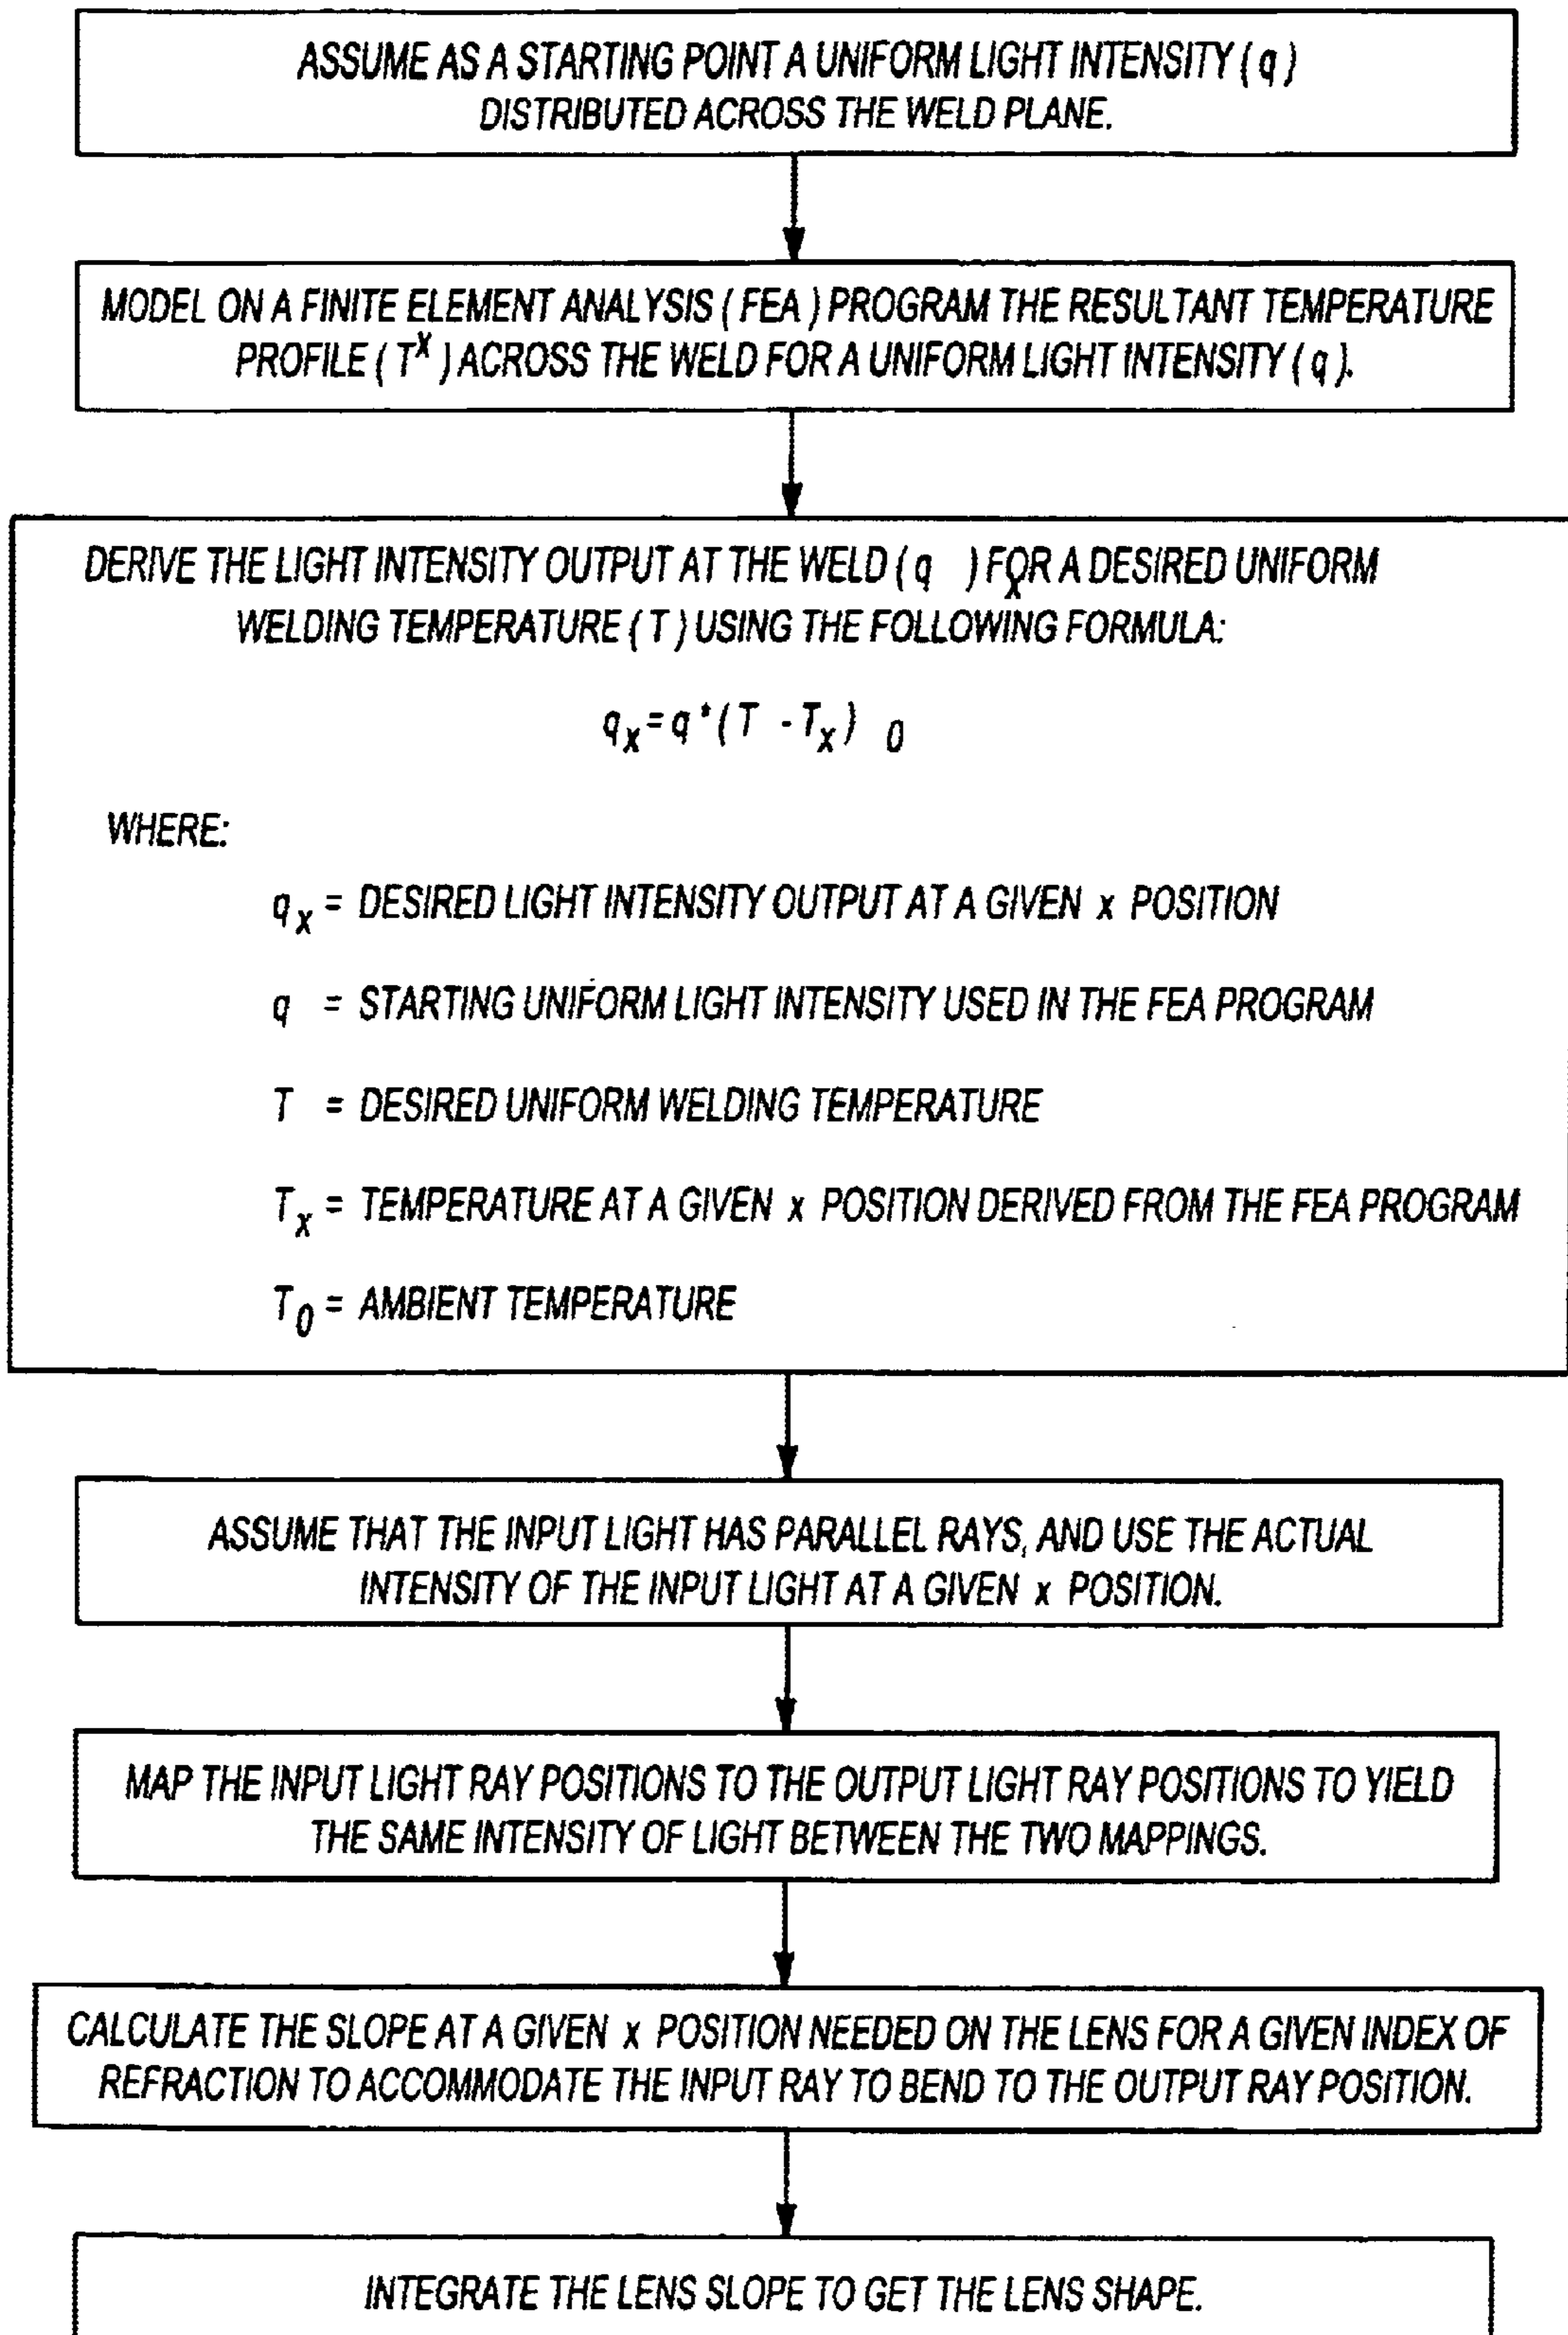 ASSUME AS A STARTING POINT A UNIFORM LIGHT INTENSITY ( q )
DISTRIBUTED ACROSS THE WELD PLANE.
MODEL ON A FINITE ELEMENT ANALYSIS ( FEA ) PROGRAM THE RESULTANT TEMPERATURE
PROFILE ( T^x ) ACROSS THE WELD FOR A UNIFORM LIGHT INTENSITY ( q ).
DERIVE THE LIGHT INTENSITY OUTPUT AT THE WELD ( q ) FOR A DESIRED UNIFORM
x
WELDING TEMPERATURE ( T ) USING THE FOLLOWING FORMULA:
q_x = q * ( T - T_x ) 0
WHERE:
q_x = DESIRED LIGHT INTENSITY OUTPUT AT A GIVEN x POSITION
q = STARTING UNIFORM LIGHT INTENSITY USED IN THE FEA PROGRAM
T = DESIRED UNIFORM WELDING TEMPERATURE
T_x = TEMPERATURE AT A GIVEN x POSITION DERIVED FROM THE FEA PROGRAM
T_0 = AMBIENT TEMPERATURE
ASSUME THAT THE INPUT LIGHT HAS PARALLEL RAYS, AND USE THE ACTUAL
INTENSITY OF THE INPUT LIGHT AT A GIVEN x POSITION.
MAP THE INPUT LIGHT RAY POSITIONS TO THE OUTPUT LIGHT RAY POSITIONS TO YIELD
THE SAME INTENSITY OF LIGHT BETWEEN THE TWO MAPPINGS.
CALCULATE THE SLOPE AT A GIVEN x POSITION NEEDED ON THE LENS FOR A GIVEN INDEX OF
REFRACTION TO ACCOMMODATE THE INPUT RAY TO BEND TO THE OUTPUT RAY POSITION.
INTEGRATE THE LENS SLOPE TO GET THE LENS SHAPE.